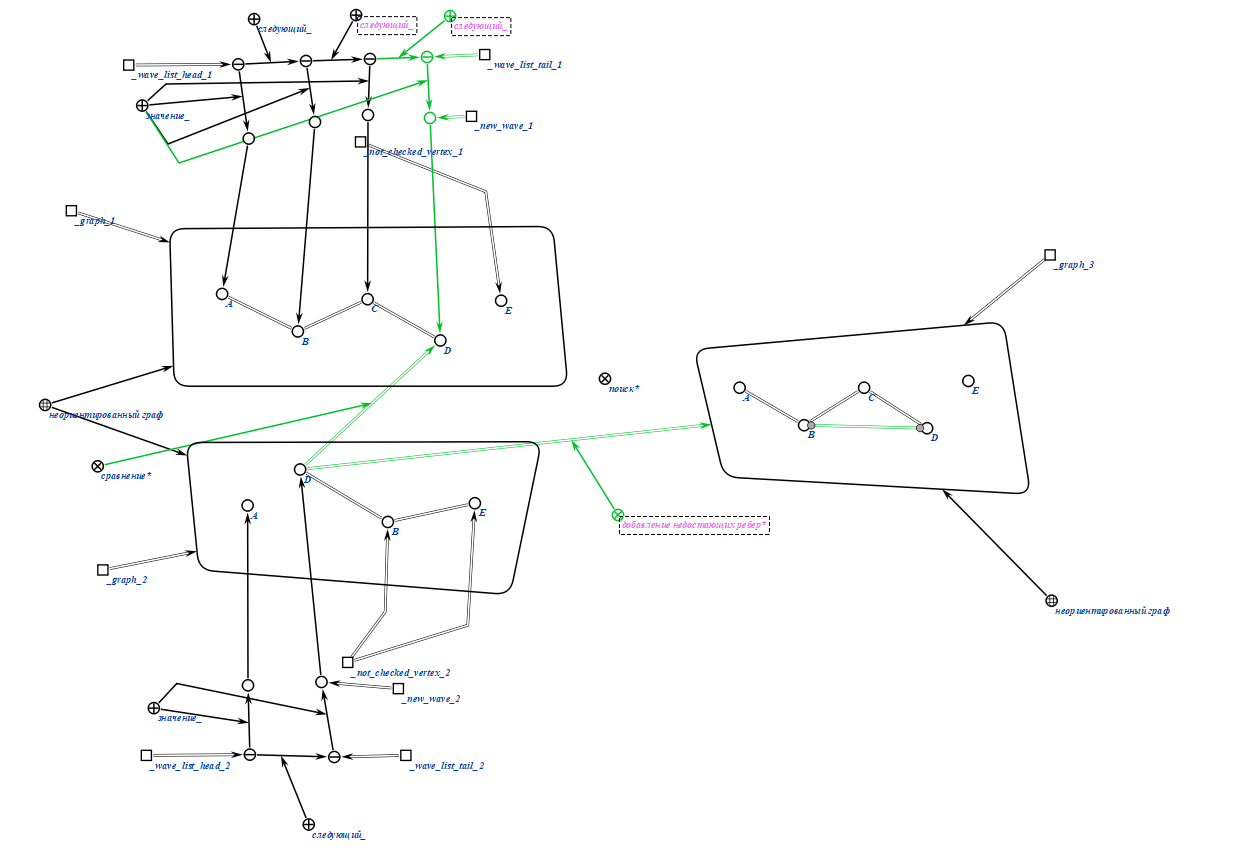 следующий_
следующий_
следующий_
_wave_list_head_1
_wave_list_tail_1
значение_
_new_wave_1
_not_checked_vertex_1
_graph_1
_graph_3
A
B
C
D
E
поиск*
A
B
C
D
E
неориентированный граф
сравнение*
D
A
B
E
добавление недостающих ребер*
_graph_2
неориентированный граф
_not_checked_vertex_2
_new_wave_2
значение_
_wave_list_head_2
_wave_list_tail_2
следующий_